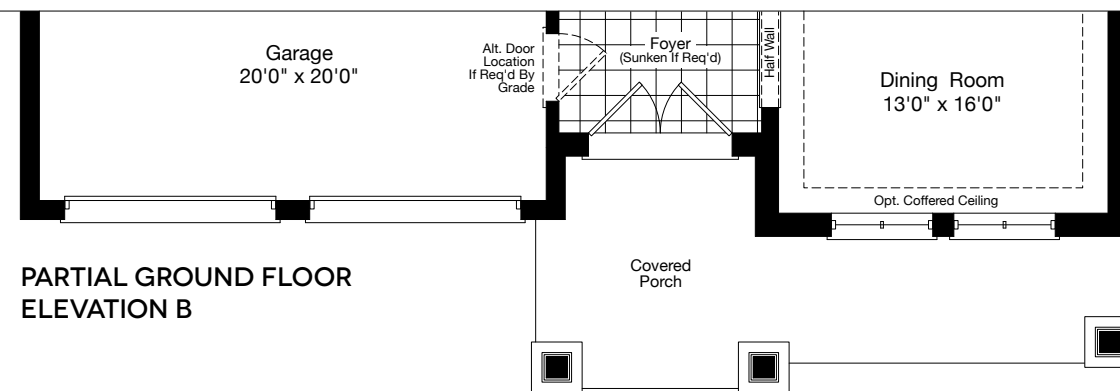 Garage
20'0" x 20'0"
Alt. Door
Location
If Req'd By
Grade
Foyer
(Sunken If Req'd)
Half Wall
Dining Room
13'0" x 16'0"
Opt. Coffered Ceiling
Covered
Porch
PARTIAL GROUND FLOOR
ELEVATION B